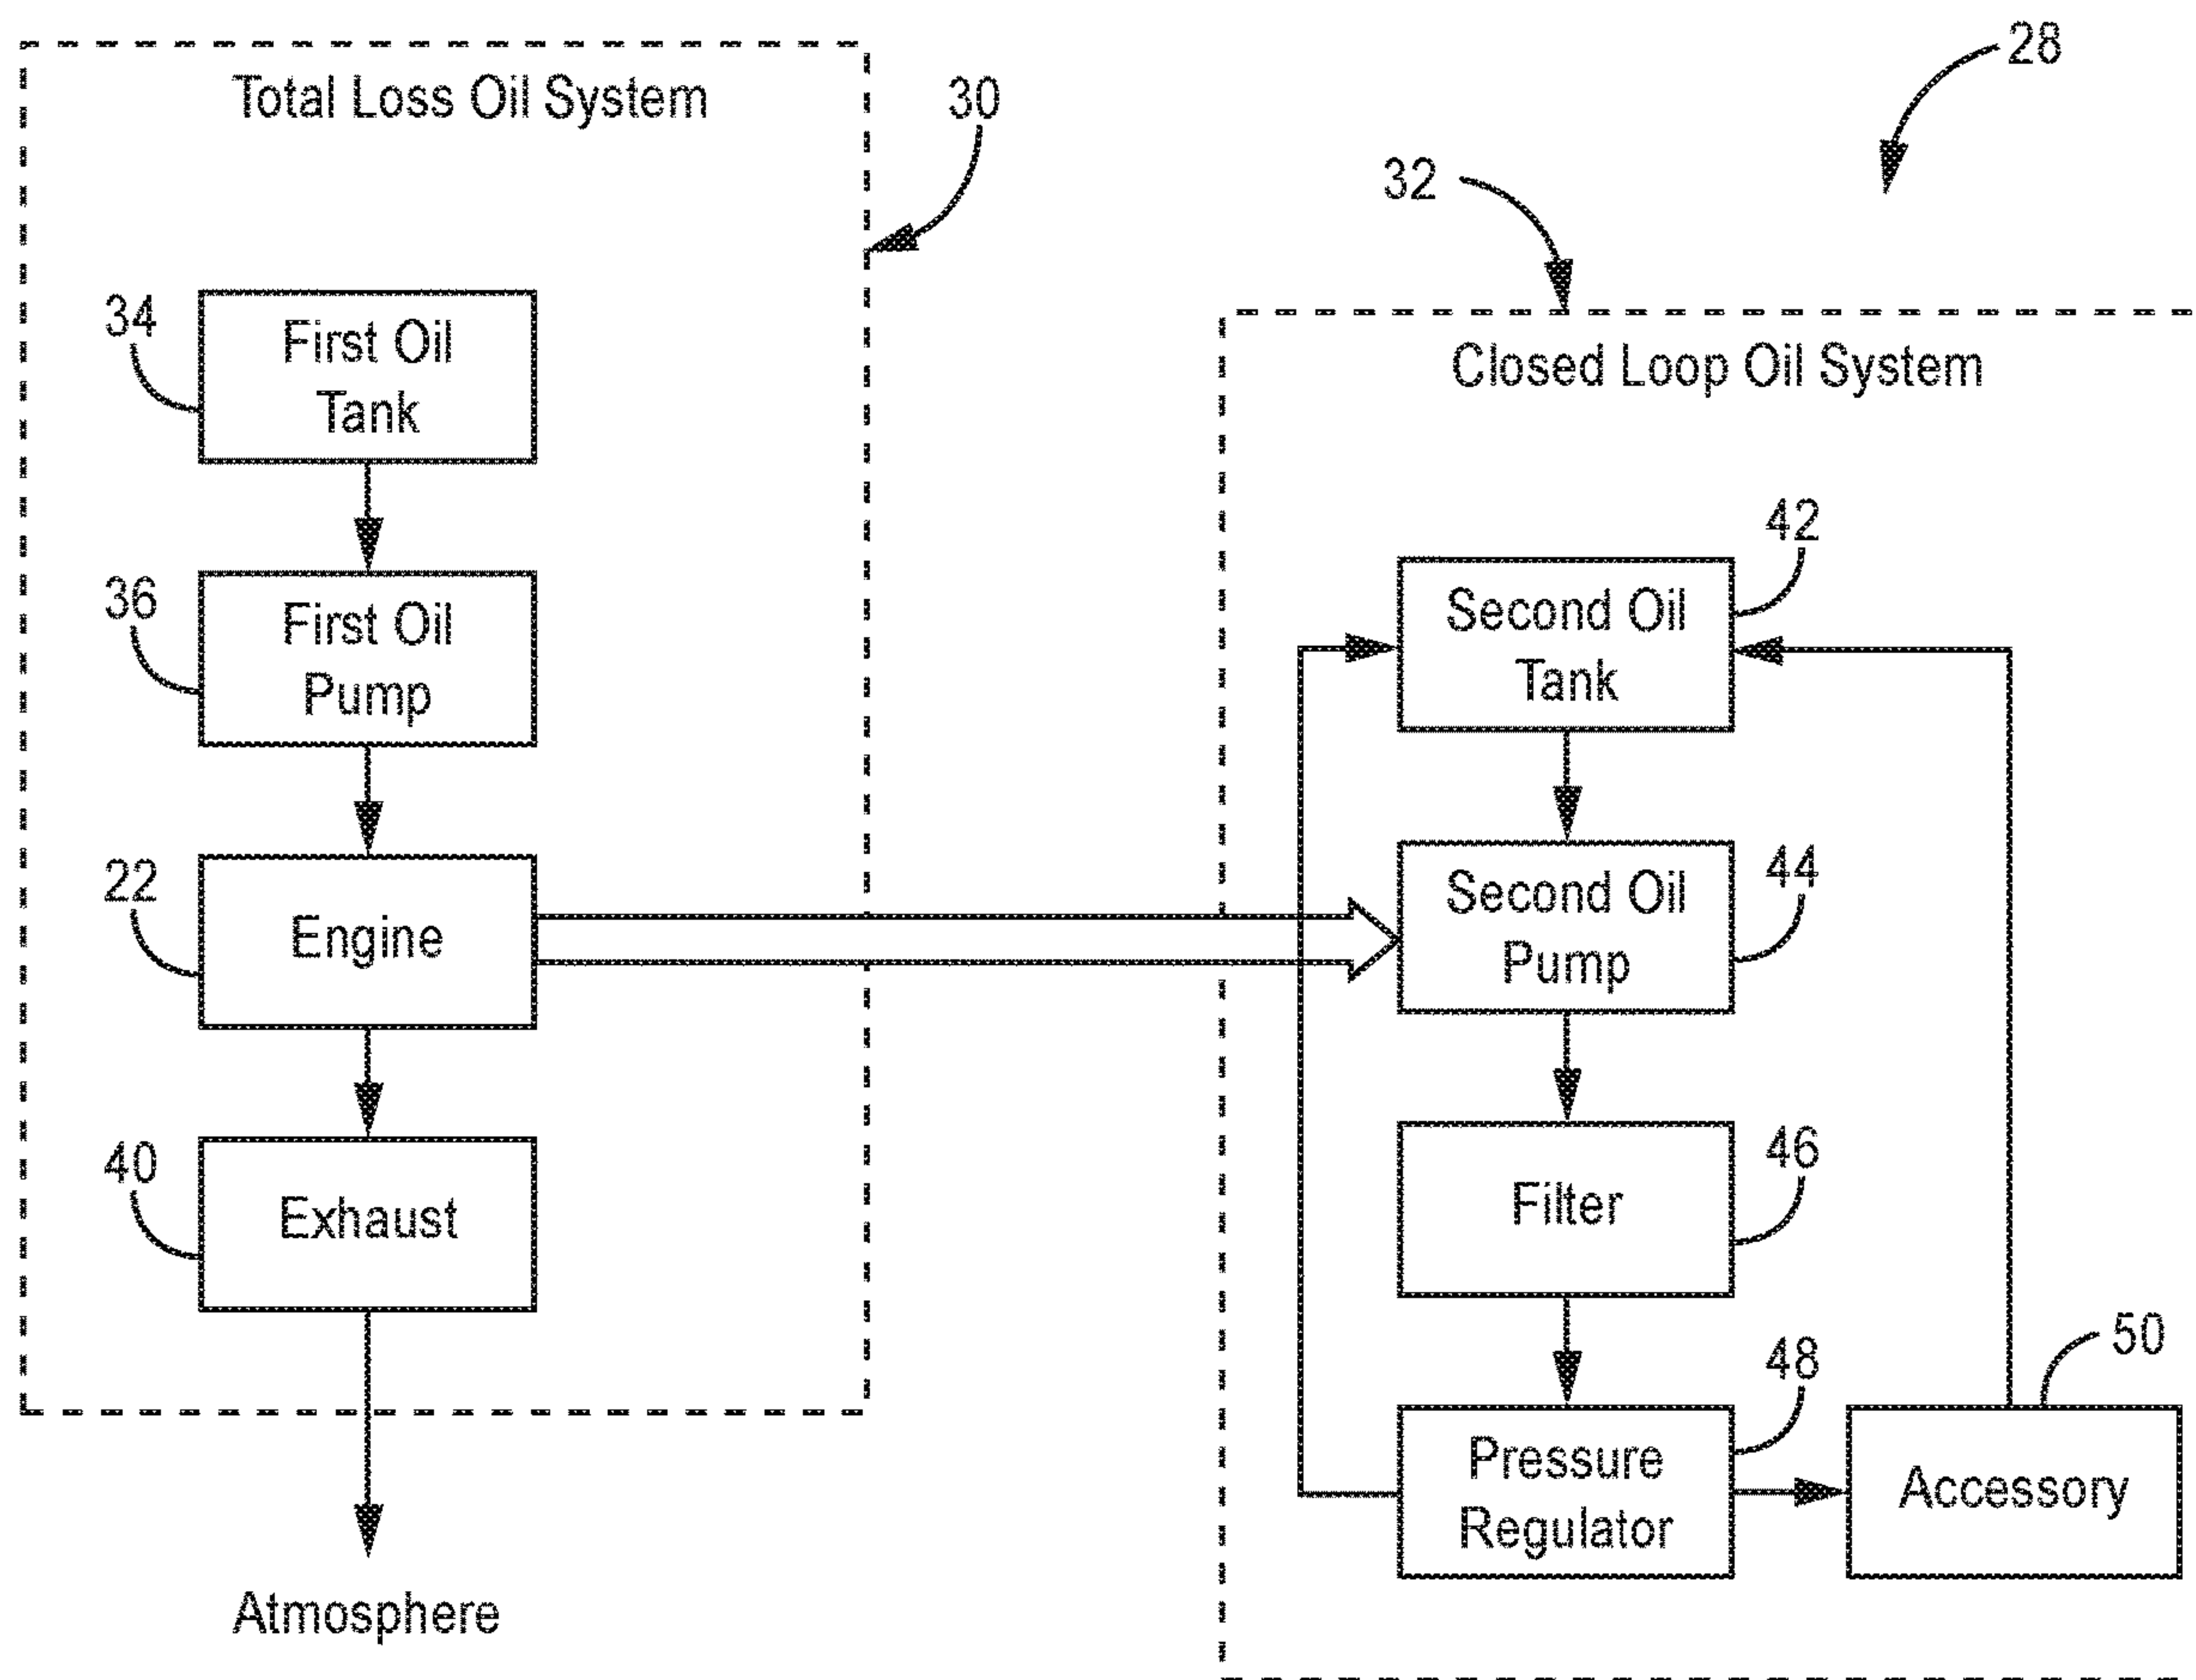 28
Total Loss Oil System
30
32
34
First Oil
Tank
Closed Loop Oil System
36
First Oil
Pump
42
Second Oil
Tank
22
Engine
44
Second Oil
Pump
40
Exhaust
46
Filter
50
48
Pressure
Regulator
Accessory
Atmosphere